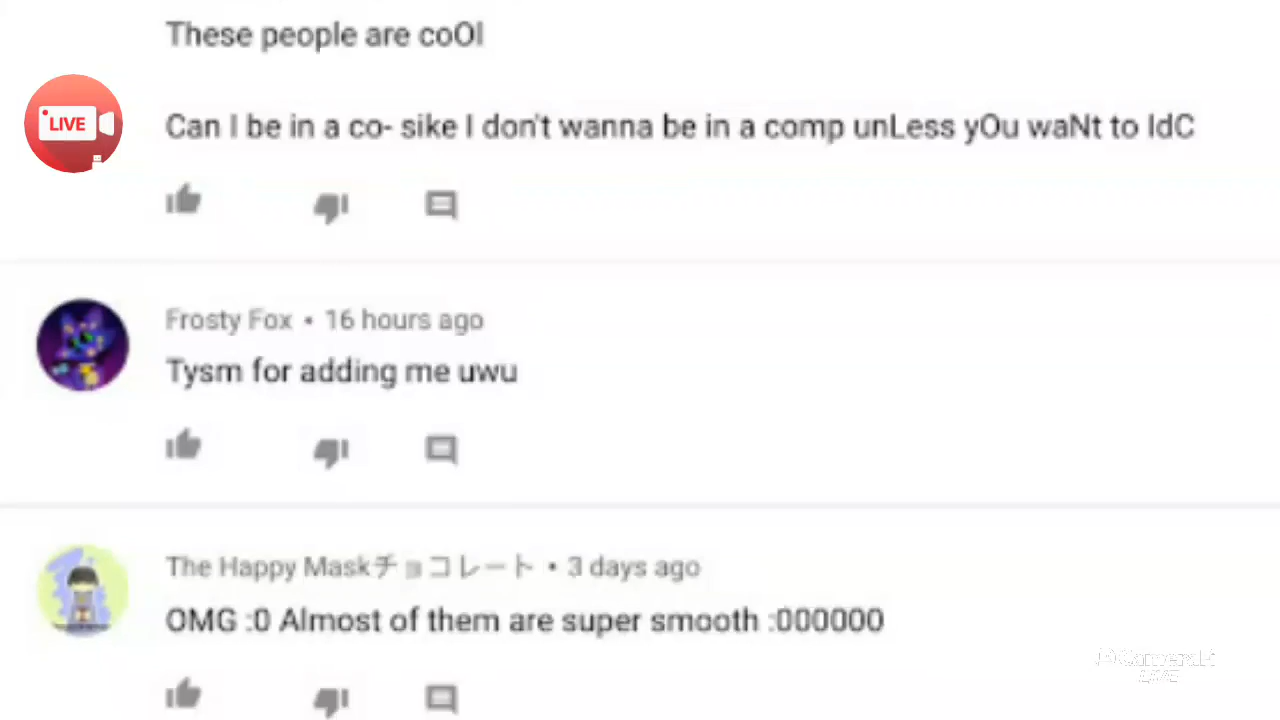 These people are coOl
LIVE
Can I be in a co- sike I don't wanna be in a comp unLess yOu waNt to IdC
Frosty Fox • 16 hours ago
Tysm for adding me uwu
The Happy Maskチョコレート • 3 days ago
OMG :0 Almost of them are super smooth :000000
CameraFi
LIVE